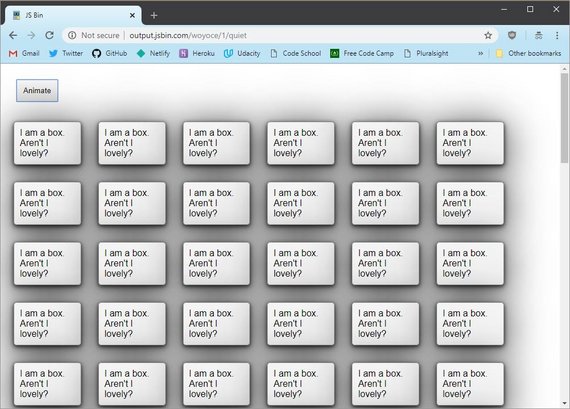 JS Bin
Not secure | output.jsbin.com/woyoce/1/quiet
Gmail Twitter GitHub Netlify Heroku Udacity Code School Free Code Camp Pluralsight » Other bookmarks
Animate
I am a box. I am a box. I am a box. I am a box. I am a box. I am a box.
Aren't I Aren't I Aren't I Aren't I Aren't I Aren't I
lovely? lovely? lovely? lovely? lovely? lovely?
I am a box. I am a box. I am a box. I am a box. I am a box. I am a box.
Aren't I Aren't I Aren't I Aren't I Aren't I Aren't I
lovely? lovely? lovely? lovely? lovely? lovely?
I am a box. I am a box. I am a box. I am a box. I am a box. I am a box.
Aren't I Aren't I Aren't I Aren't I Aren't I Aren't I
lovely? lovely? lovely? lovely? lovely? lovely?
I am a box. I am a box. I am a box. I am a box. I am a box. I am a box.
Aren't I Aren't I Aren't I Aren't I Aren't I Aren't I
lovely? lovely? lovely? lovely? lovely? lovely?
I am a box. I am a box. I am a box. I am a box. I am a box. I am a box.
Aren't I Aren't I Aren't I Aren't I Aren't I Aren't I
lovely? lovely? lovely? lovely? lovely? lovely?